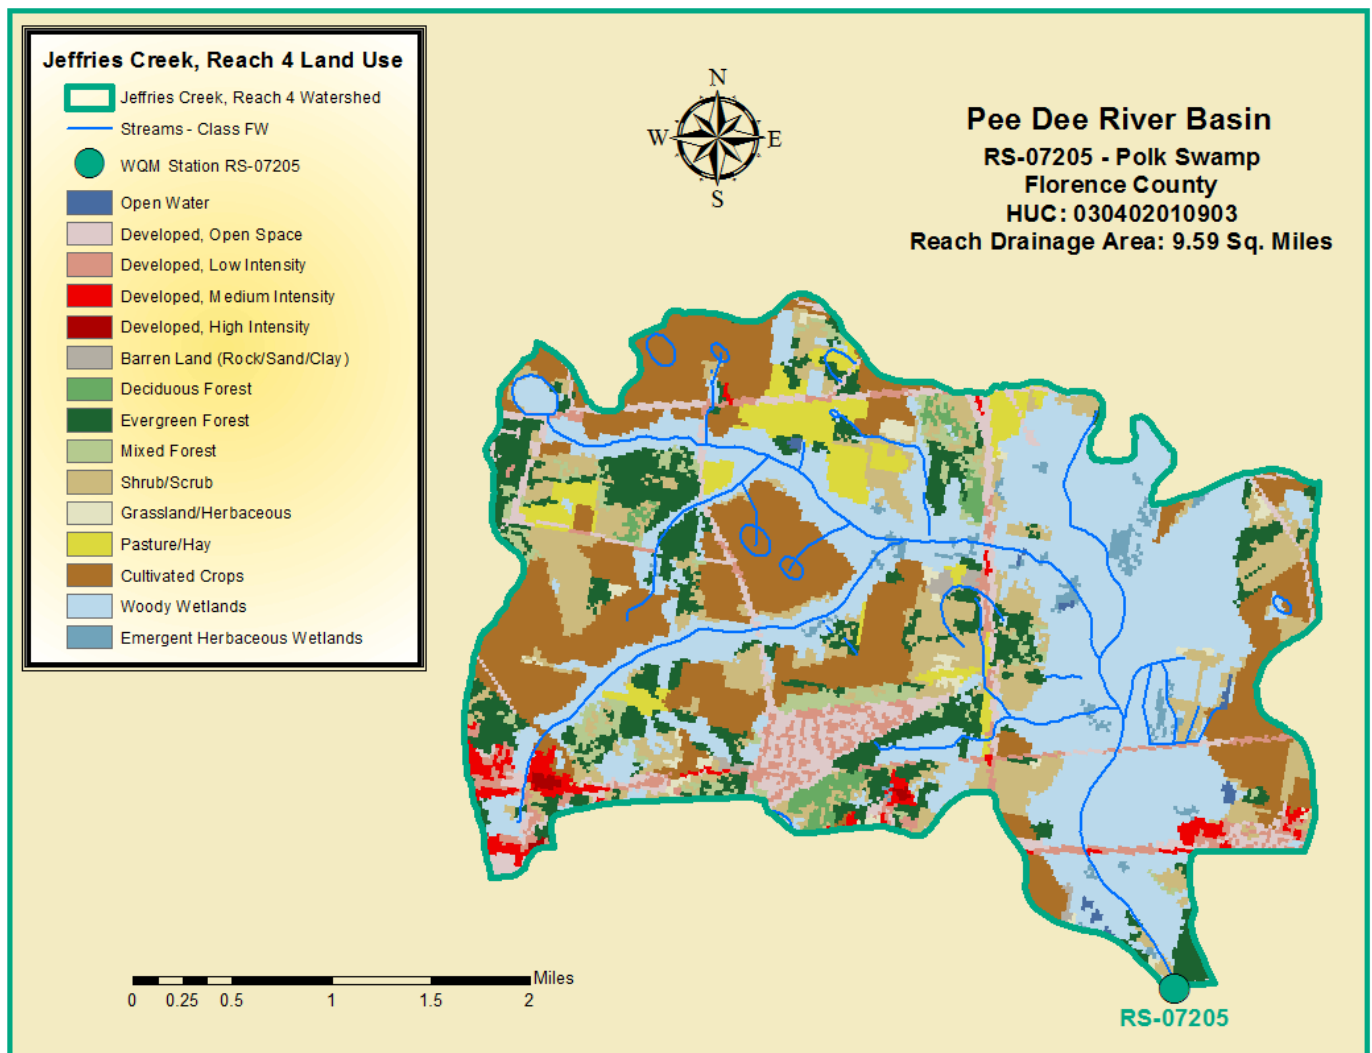 Jeffries Creek, Reach 4 Land Use
Jeffries Creek, Reach 4 Watershed
Streams - Class FW
WQM Station RS-07205
Open Water
Developed, Open Space
Developed, Low Intensity
Developed, Medium Intensity
Developed, High Intensity
Barren Land (Rock/Sand/Clay)
Deciduous Forest
Evergreen Forest
Mixed Forest
Shrub/Scrub
Grassland/Herbaceous
Pasture/Hay
Cultivated Crops
Woody Wetlands
Emergent Herbaceous Wetlands
N
W E
S
Pee Dee River Basin
RS-07205 - Polk Swamp
Florence County
HUC: 030402010903
Reach Drainage Area: 9.59 Sq. Miles
Miles
0 0.25 0.5 1 1.5 2
RS-07205